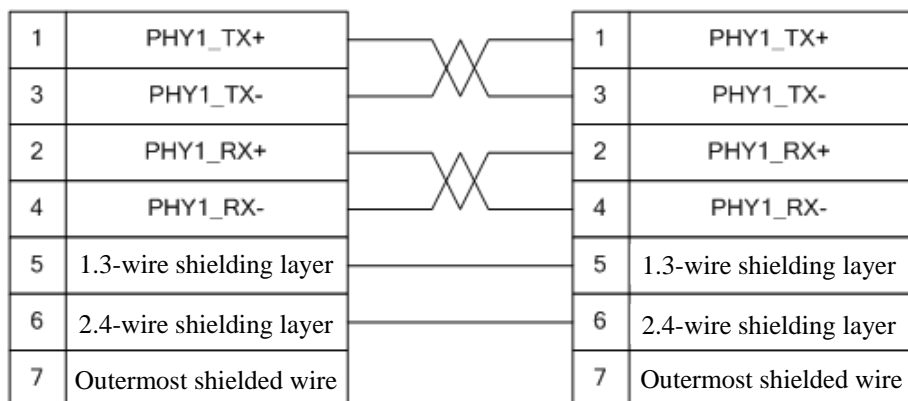 1 PHY1_TX+ 1 PHY1_TX+
3 PHY1_TX- 3 PHY1_TX-
2 PHY1_RX+ 2 PHY1_RX+
4 PHY1_RX- 4 PHY1_RX-
5 1.3-wire shielding layer 5 1.3-wire shielding layer
6 2.4-wire shielding layer 6 2.4-wire shielding layer
7 Outermost shielded wire 7 Outermost shielded wire